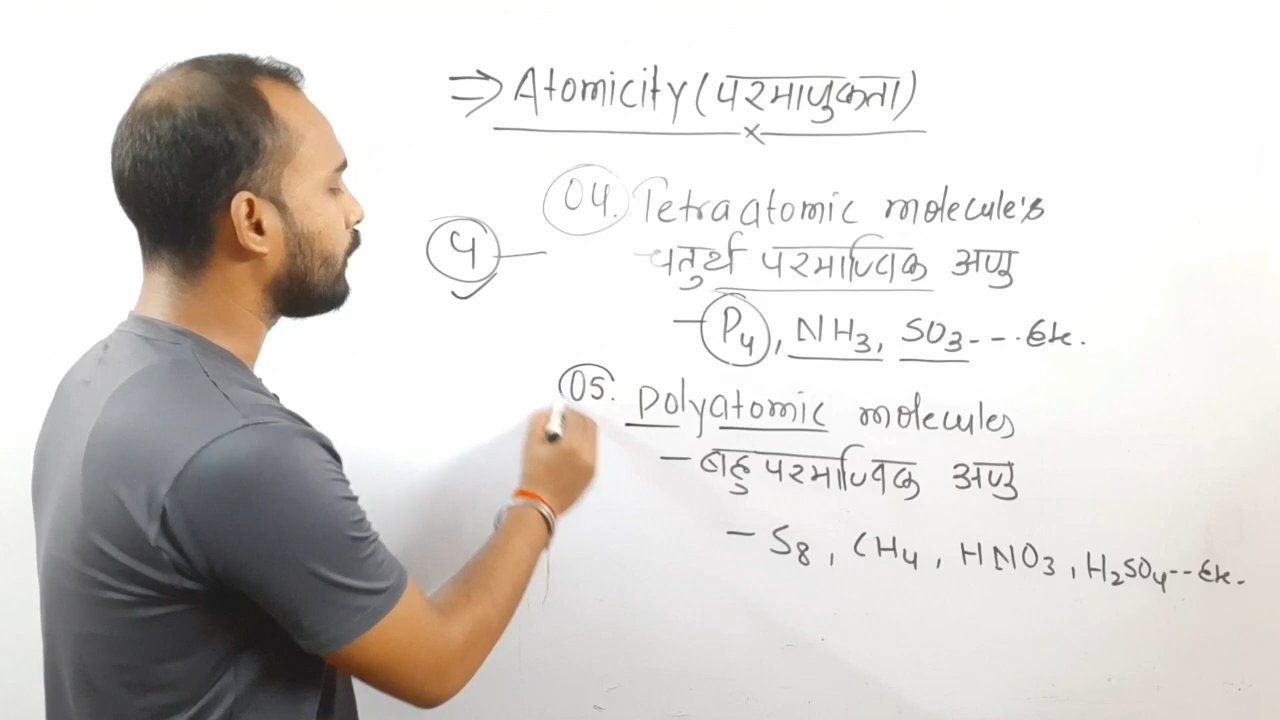 ⇒ Atomicity (परमाणुकता)
04. Tetraatomic molecule's
4 — चतुर्थ परमाण्विक अणु
– P₄, NH₃, SO₃---. Etc.
05. Polyatomic molecules
– बहु परमाण्विक अणु
– S₈, CH₄, HNO₃, H₂SO₄--Etc.